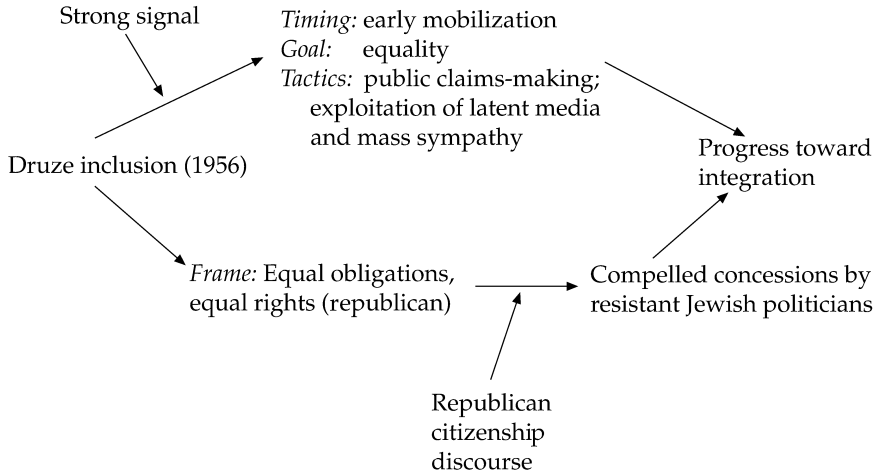 Strong signal
Timing: early mobilization
Goal: equality
Tactics: public claims-making;
exploitation of latent media
and mass sympathy
Druze inclusion (1956)
Progress toward
integration
Frame: Equal obligations,
equal rights (republican)
Compelled concessions by
resistant Jewish politicians
Republican
citizenship
discourse